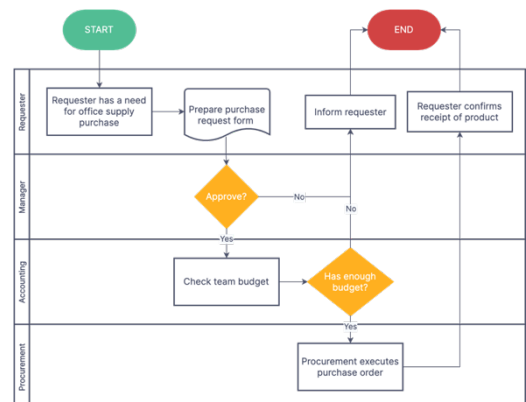 START
END
Requester
Requester has a need
for office supply
purchase
Prepare purchase
request form
Inform requester
Requester confirms
receipt of product
Manager
Approve?
No
No
Yes
Accounting
Check team budget
Has enough
budget?
Yes
Procurement
Procurement executes
purchase order